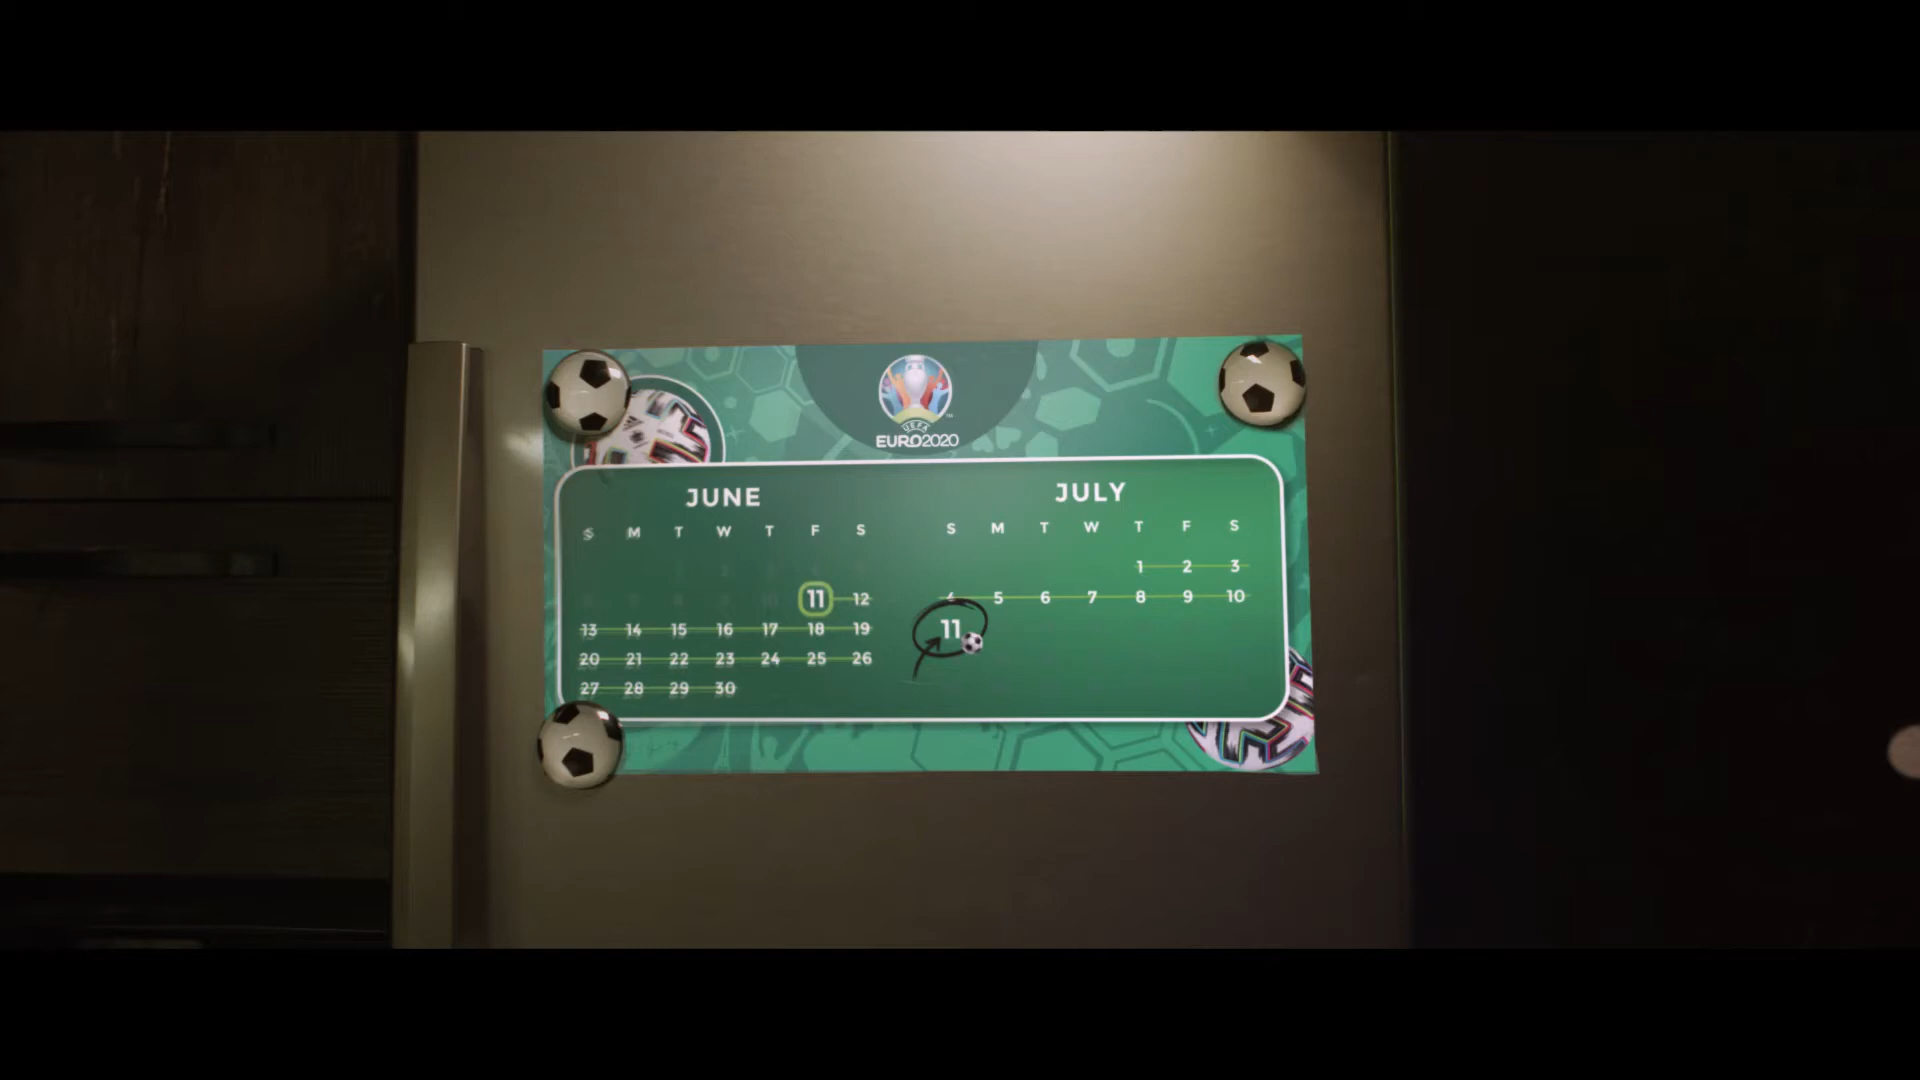 UEFA
EURO2020
JUNE
S M T W T F S
11 12
13 14 15 16 17 18 19
20 21 22 23 24 25 26
27 28 29 30
JULY
S M T W T F S
1 2 3
4 5 6 7 8 9 10
11